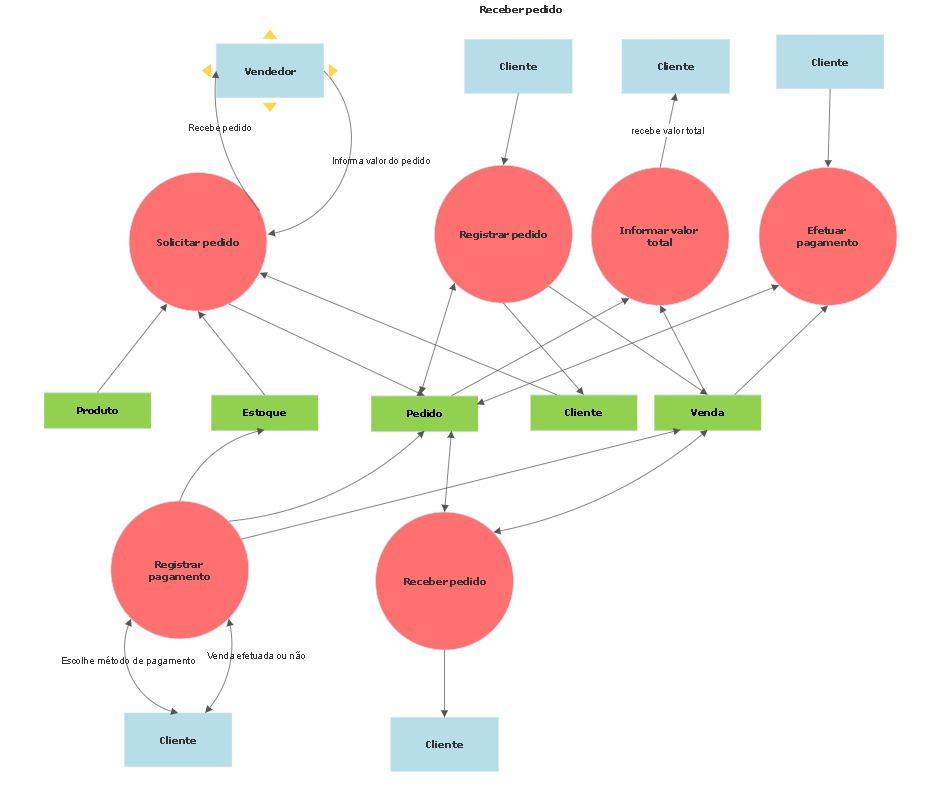 Receber pedido
Vendedor
Cliente
Cliente
Cliente
Recebe pedido
recebe valor total
Informa valor do pedido
Solicitar pedido
Registrar pedido
Informar valor
total
Efetuar
pagamento
Produto
Estoque
Pedido
Cliente
Venda
Registrar
pagamento
Receber pedido
Escolhe método de pagamento
Venda efetuada ou não
Cliente
Cliente